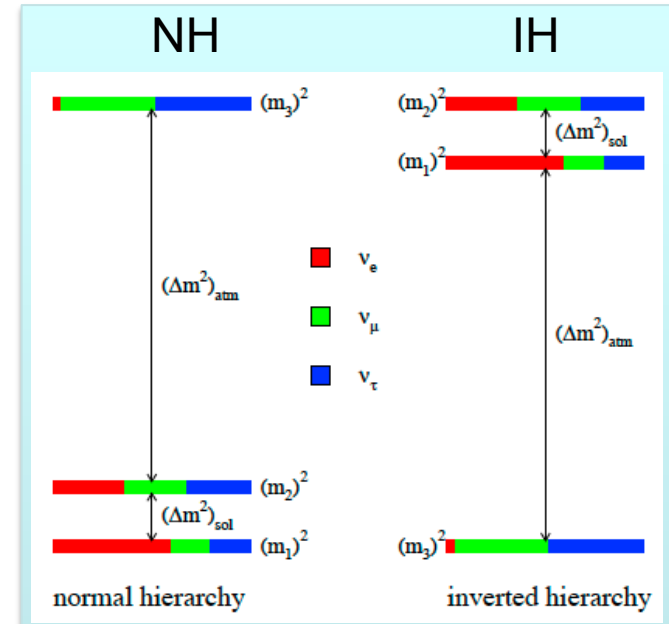 NH
IH
(m₃)²
(m₂)²
(Δm²)sol
(m₁)²
νe
(Δm²)atm
νμ
(Δm²)atm
ντ
(m₂)²
(Δm²)sol
(m₁)²
(m₃)²
normal hierarchy
inverted hierarchy